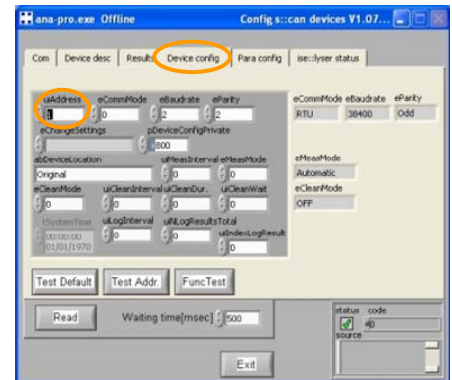 ana-pro.exe Offline Config s::can devices V1.07...
Com Device desc Results Device config Para config ise::lyser status
uiAddress eCommMode eBaudrate eParity
1 0 2 2
eCommMode eBaudrate eParity
RTU 38400 Odd
eChangeSettings pDeviceConfigPrivate
800
abDeviceLocation uiMeasInterval eMeasMode
Original 0 0
eMeasMode
Automatic
eCleanMode uiCleanInterval uiCleanDur. uiCleanWait
0 0 0 0
eCleanMode
OFF
tSystemTime uiLogInterval uiNLogResultsTotal
00:00:00 0 0
01/01/1970
uiIndexLogResult
0
Test Default Test Addr. FuncTest
Read Waiting time[msec] 500
status code
0
source
Exit